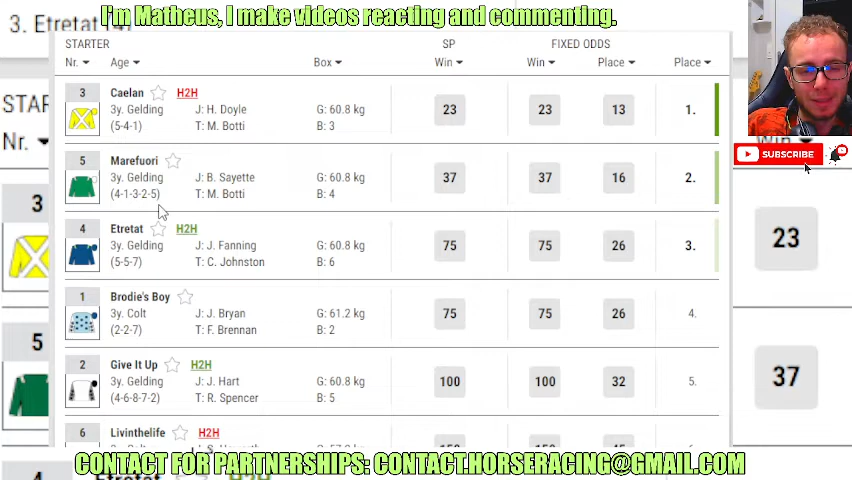 I'm Matheus, I make videos reacting and commenting.
3. Etretat (4)
STARTER SP FIXED ODDS
Nr. Age Box Win Win Place Place
3 Caelan H2H
3y. Gelding J: H. Doyle G: 60.8 kg 23 23 13 1.
(5-4-1) T: M. Botti B: 3
5 Marefuori
3y. Gelding J: B. Sayette G: 60.8 kg 37 37 16 2.
(4-1-3-2-5) T: M. Botti B: 4
4 Etretat H2H
3y. Gelding J: J. Fanning G: 60.8 kg 75 75 26 3.
(5-5-7) T: C. Johnston B: 6
1 Brodie's Boy
3y. Colt J: J. Bryan G: 61.2 kg 75 75 26 4.
(2-2-7) T: F. Brennan B: 2
2 Give It Up H2H
3y. Gelding J: J. Hart G: 60.8 kg 100 100 32 5.
(4-6-8-7-2) T: R. Spencer B: 5
6 Livinthelife H2H
STAR
Nr.
3
5
SUBSCRIBE
23
37
CONTACT FOR PARTNERSHIPS: CONTACT.HORSERACING@GMAIL.COM